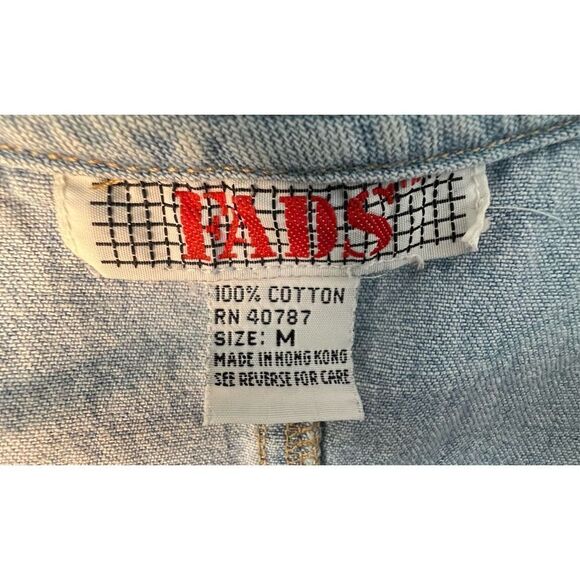 FADS
100% COTTON
RN 40787
SIZE: M
MADE IN HONG KONG
SEE REVERSE FOR CARE